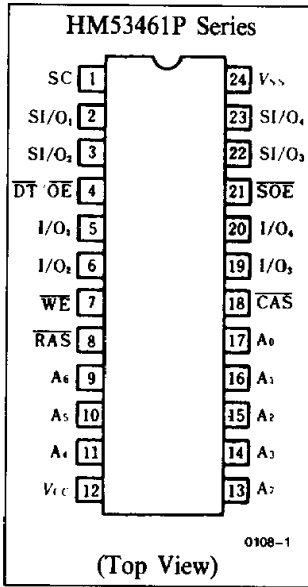 HM53461P Series
SC 1 24 Vss
SI/O₁ 2 23 SI/O₄
SI/O₂ 3 22 SI/O₃
DT OE 4 21 SOE
I/O₁ 5 20 I/O₄
I/O₂ 6 19 I/O₃
WE 7 18 CAS
RAS 8 17 A₀
A₆ 9 16 A₁
A₅ 10 15 A₂
A₄ 11 14 A₃
Vcc 12 13 A₇
0108-1
(Top View)